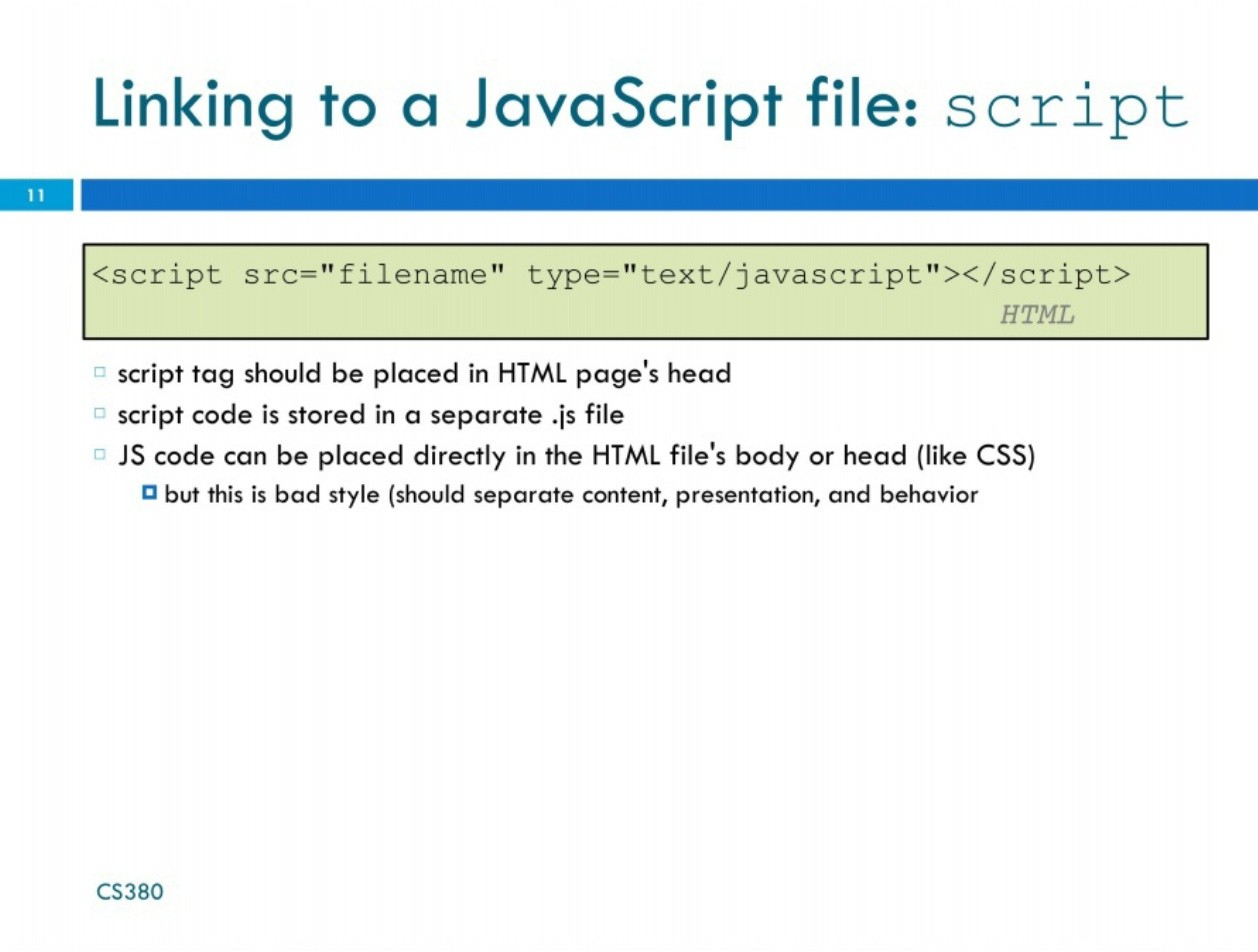 Linking to a JavaScript file: script
11
<script src="filename" type="text/javascript"></script>
HTML
script tag should be placed in HTML page's head
script code is stored in a separate .js file
JS code can be placed directly in the HTML file's body or head (like CSS)
but this is bad style (should separate content, presentation, and behavior
CS380